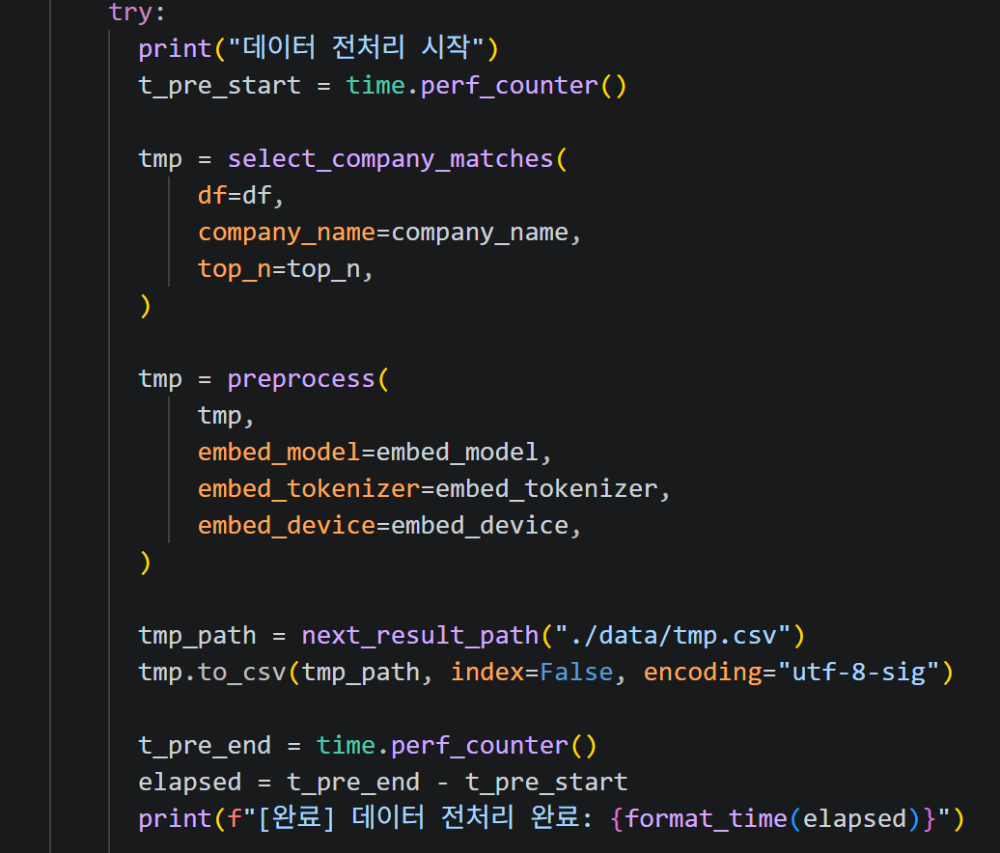 try:
print("데이터 전처리 시작")
t_pre_start = time.perf_counter()
tmp = select_company_matches(
df=df,
company_name=company_name,
top_n=top_n,
)
tmp = preprocess(
tmp,
embed_model=embed_model,
embed_tokenizer=embed_tokenizer,
embed_device=embed_device,
)
tmp_path = next_result_path("./data/tmp.csv")
tmp.to_csv(tmp_path, index=False, encoding="utf-8-sig")
t_pre_end = time.perf_counter()
elapsed = t_pre_end - t_pre_start
print(f"[완료] 데이터 전처리 완료: {format_time(elapsed)}")